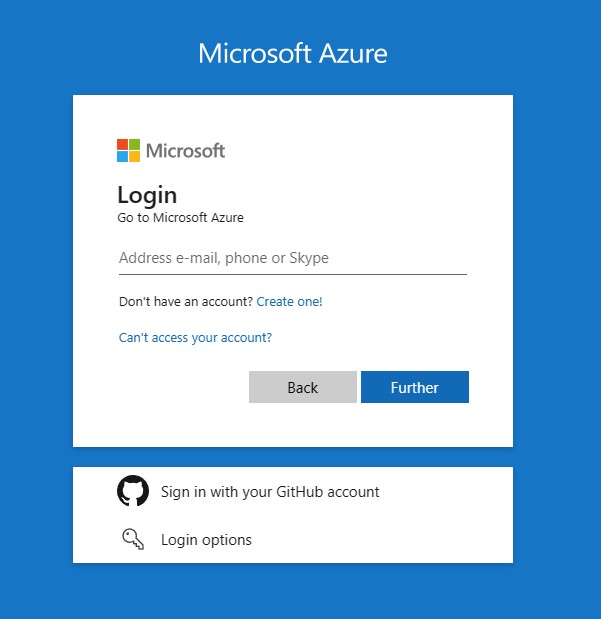 Microsoft Azure
Microsoft
Login
Go to Microsoft Azure
Address e-mail, phone or Skype
Don't have an account? Create one!
Can't access your account?
Back
Further
Sign in with your GitHub account
Login options